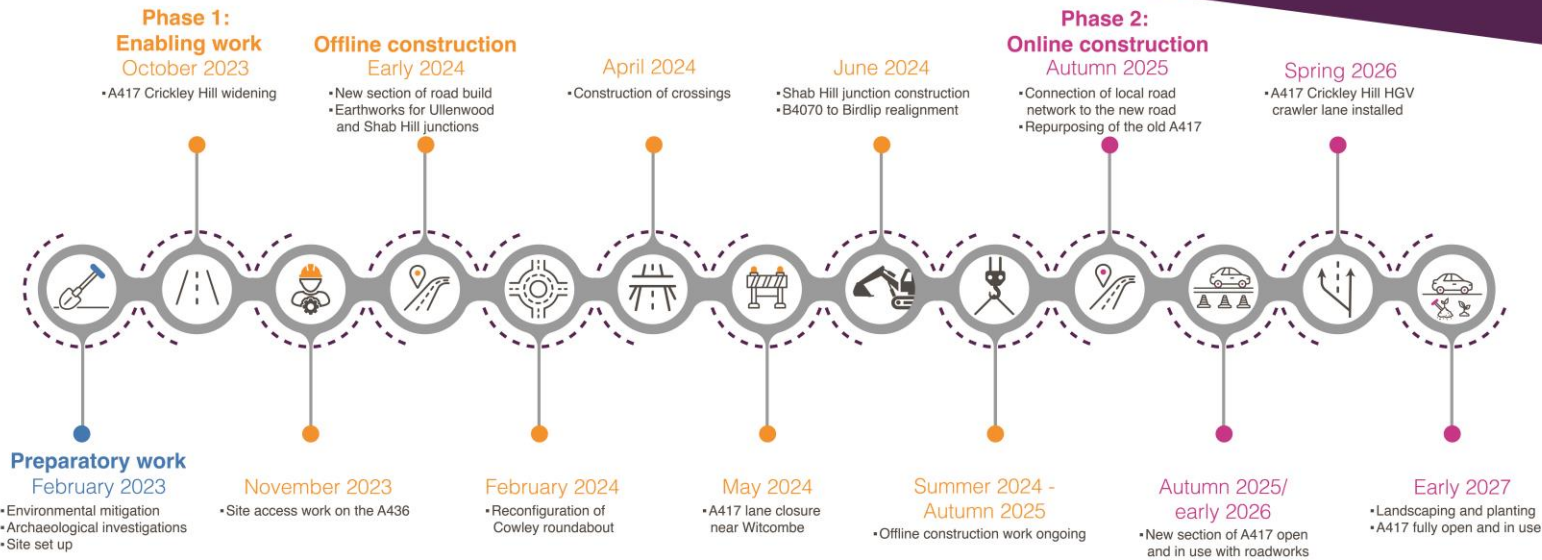 Phase 1:
Enabling work
October 2023
▪A417 Crickley Hill widening
Offline construction
Early 2024
▪New section of road build
▪Earthworks for Ullenwood
and Shab Hill junctions
April 2024
▪Construction of crossings
June 2024
▪Shab Hill junction construction
▪B4070 to Birdlip realignment
Phase 2:
Online construction
Autumn 2025
▪Connection of local road
network to the new road
▪Repurposing of the old A417
Spring 2026
▪A417 Crickley Hill HGV
crawler lane installed
Preparatory work
February 2023
▪Environmental mitigation
▪Archaeological investigations
▪Site set up
November 2023
▪Site access work on the A436
February 2024
▪Reconfiguration of
Cowley roundabout
May 2024
▪A417 lane closure
near Witcombe
Summer 2024 -
Autumn 2025
▪Offline construction work ongoing
Autumn 2025/
early 2026
▪New section of A417 open
and in use with roadworks
Early 2027
▪Landscaping and planting
▪A417 fully open and in use